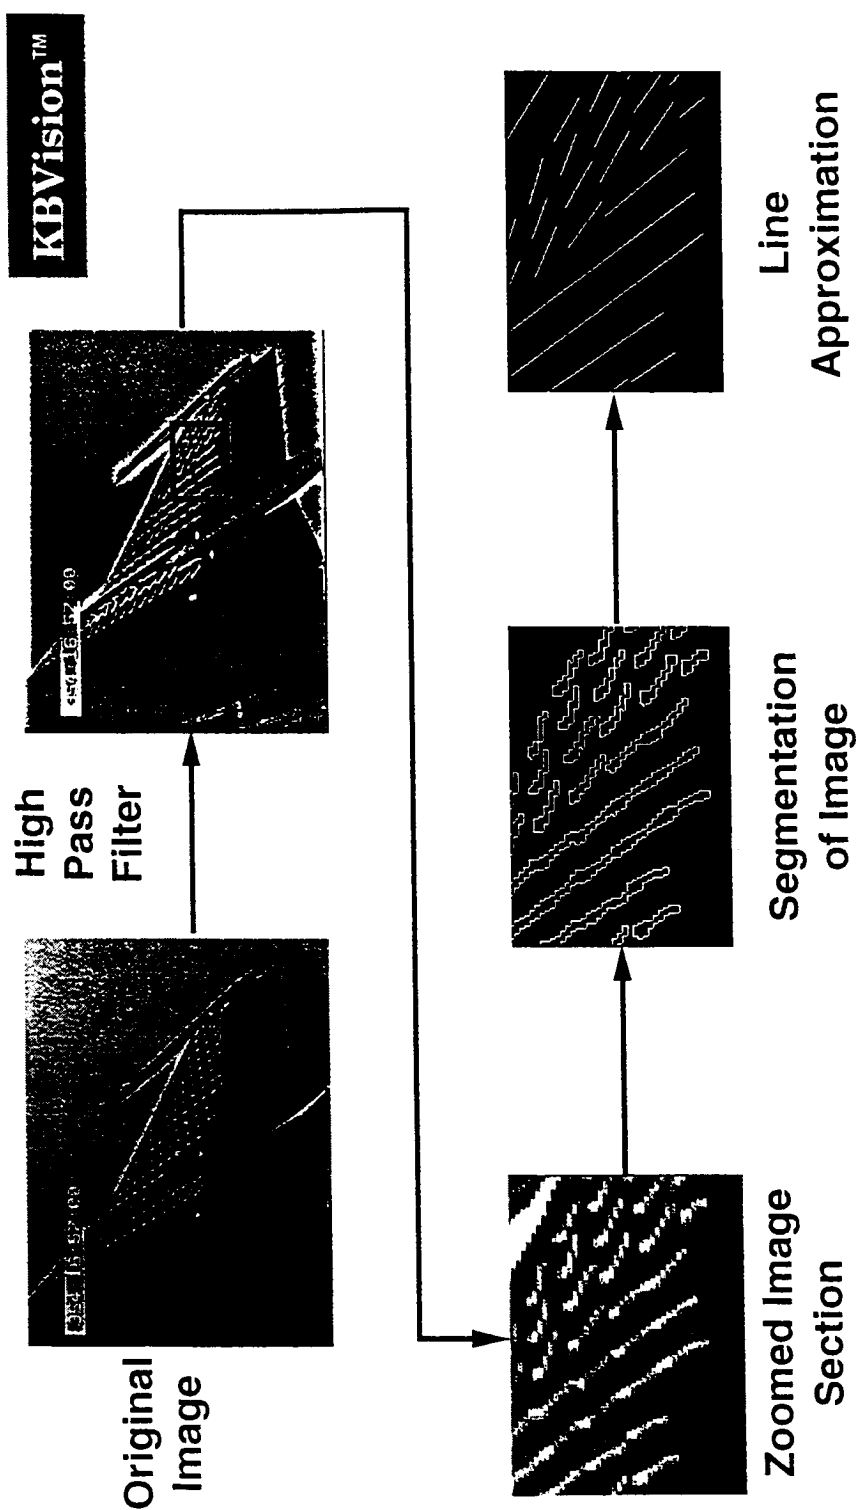 KBVision™
Original
Image
High
Pass
Filter
Zoomed Image
Section
Segmentation
of Image
Line
Approximation